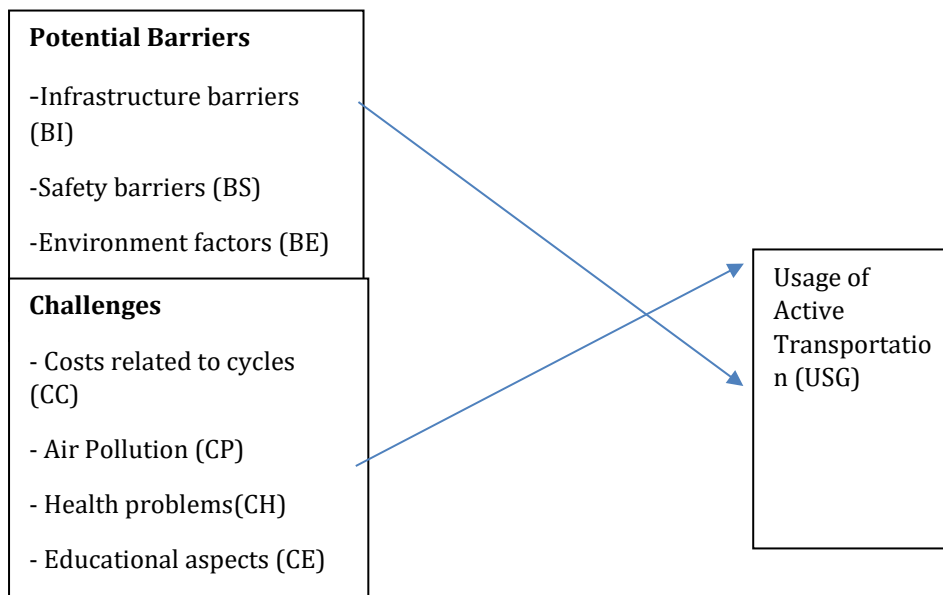 Potential Barriers
-Infrastructure barriers
(BI)
-Safety barriers (BS)
-Environment factors (BE)
Challenges
- Costs related to cycles
(CC)
- Air Pollution (CP)
- Health problems(CH)
- Educational aspects (CE)
Usage of
Active
Transportatio
n (USG)